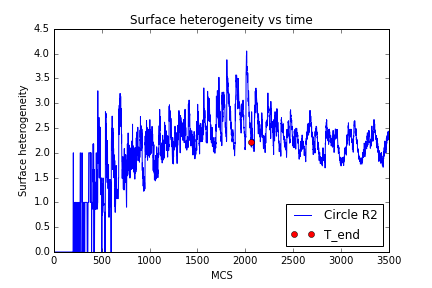 Surface heterogeneity vs time
4.5
4.0
3.5
3.0
2.5
2.0
1.5
1.0
0.5
0.0
Surface heterogeneity
Circle R2
T_end
0 500 1000 1500 2000 2500 3000 3500
MCS